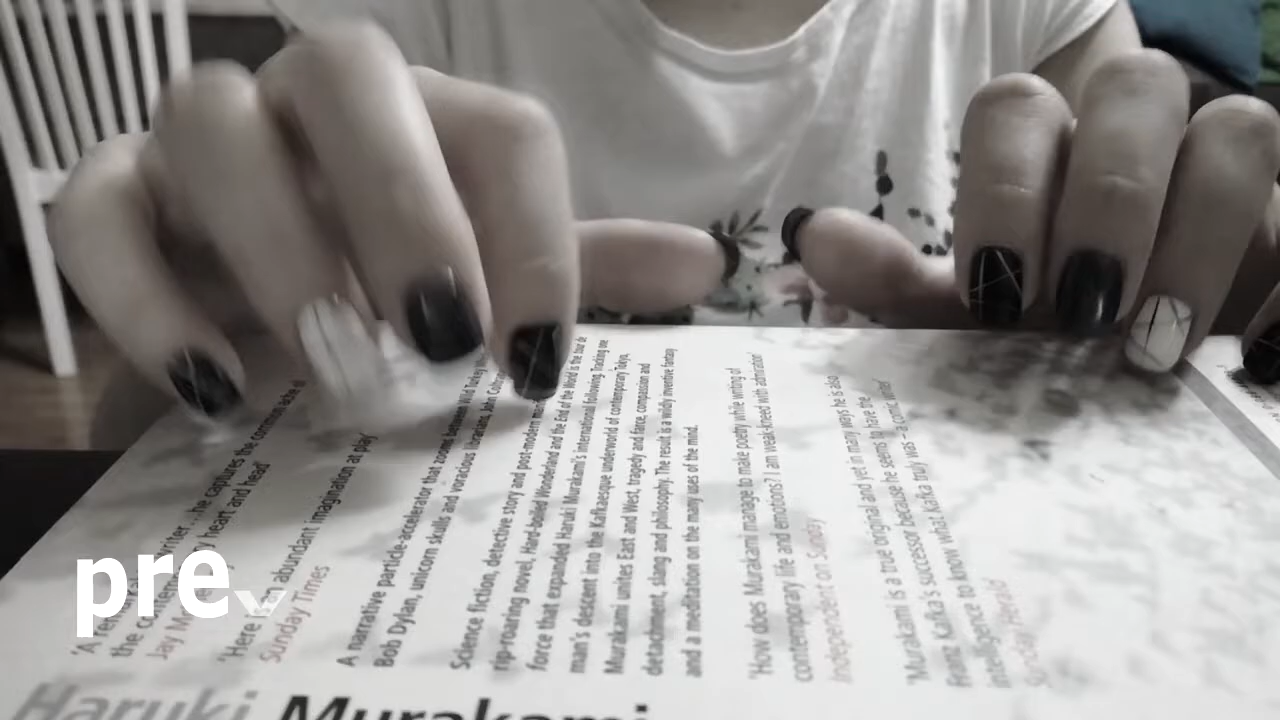 'A remarkable writer...he captures the common ache of
the contemporary heart and head'
Jay McInerney
'Here is an abundant imagination at play'
Sunday Times
A narrative particle-accelerator that zooms between Wild Turkey
Bob Dylan, unicorn skulls and voracious librarians, John Coltrane
Science fiction, detective story and post-modern
rip-roaring novel, Hard-boiled Wonderland and the End of the World is the tour de
force that expanded Haruki Murakami's international following. Tracking one
man's descent into the Kafkaesque underworld of contemporary Tokyo,
Murakami unites East and West, tragedy and farce, compassion and
detachment, slang and philosophy. The result is a wildly inventive fantasy
and a meditation on the many uses of the mind.
'How does Murakami manage to make poetry while writing of
contemporary life and emotions? I am weak-kneed with admiration'
Independent on Sunday
'Murakami is a true original and yet in many ways he is also
Franz Kafka's successor because he seems to have the
intelligence to know what Kafka truly was – a comic writer'
Sunday Herald
Haruki Murakami
prev